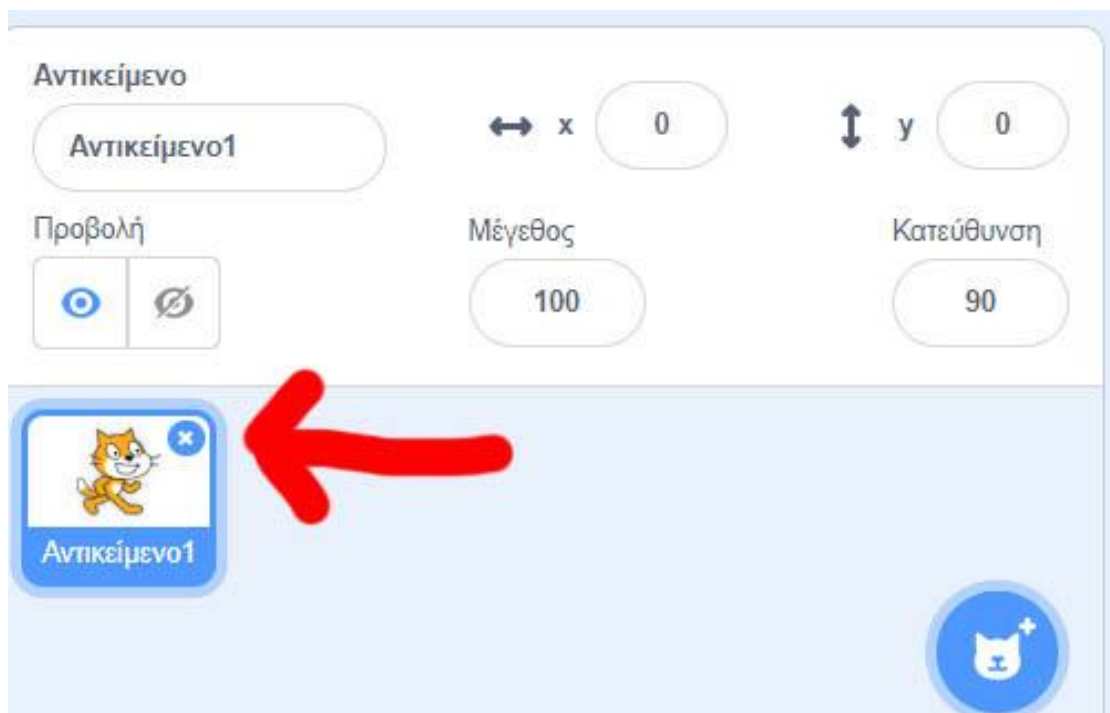 Αντικείμενο
Αντικείμενο1
x 0
y 0
Προβολή
Μέγεθος
Κατεύθυνση
100
90
Αντικείμενο1